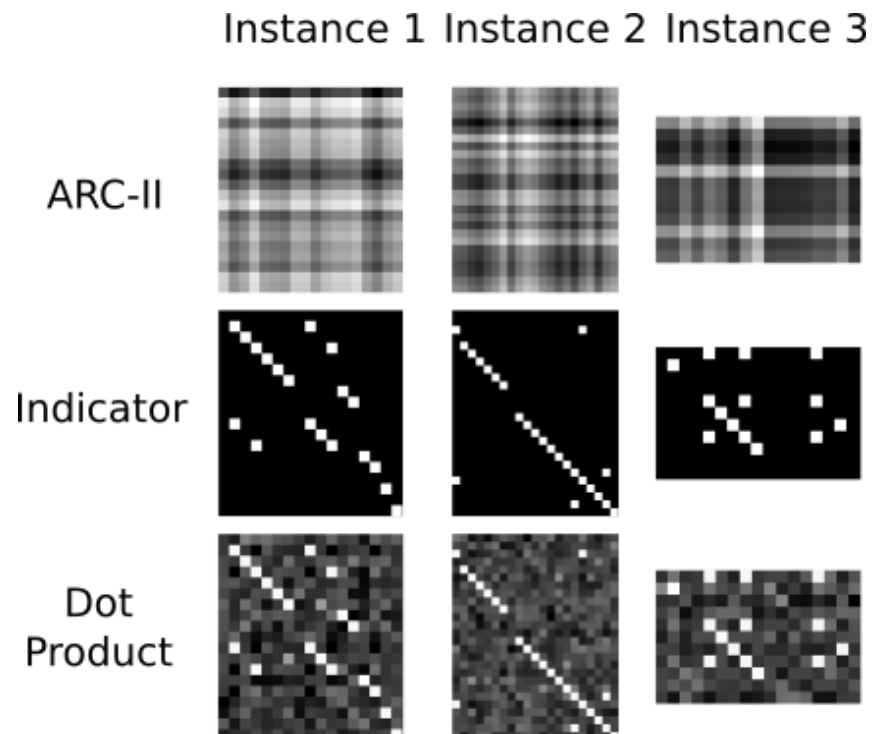 Instance 1 Instance 2 Instance 3
ARC-II
Indicator
Dot
Product